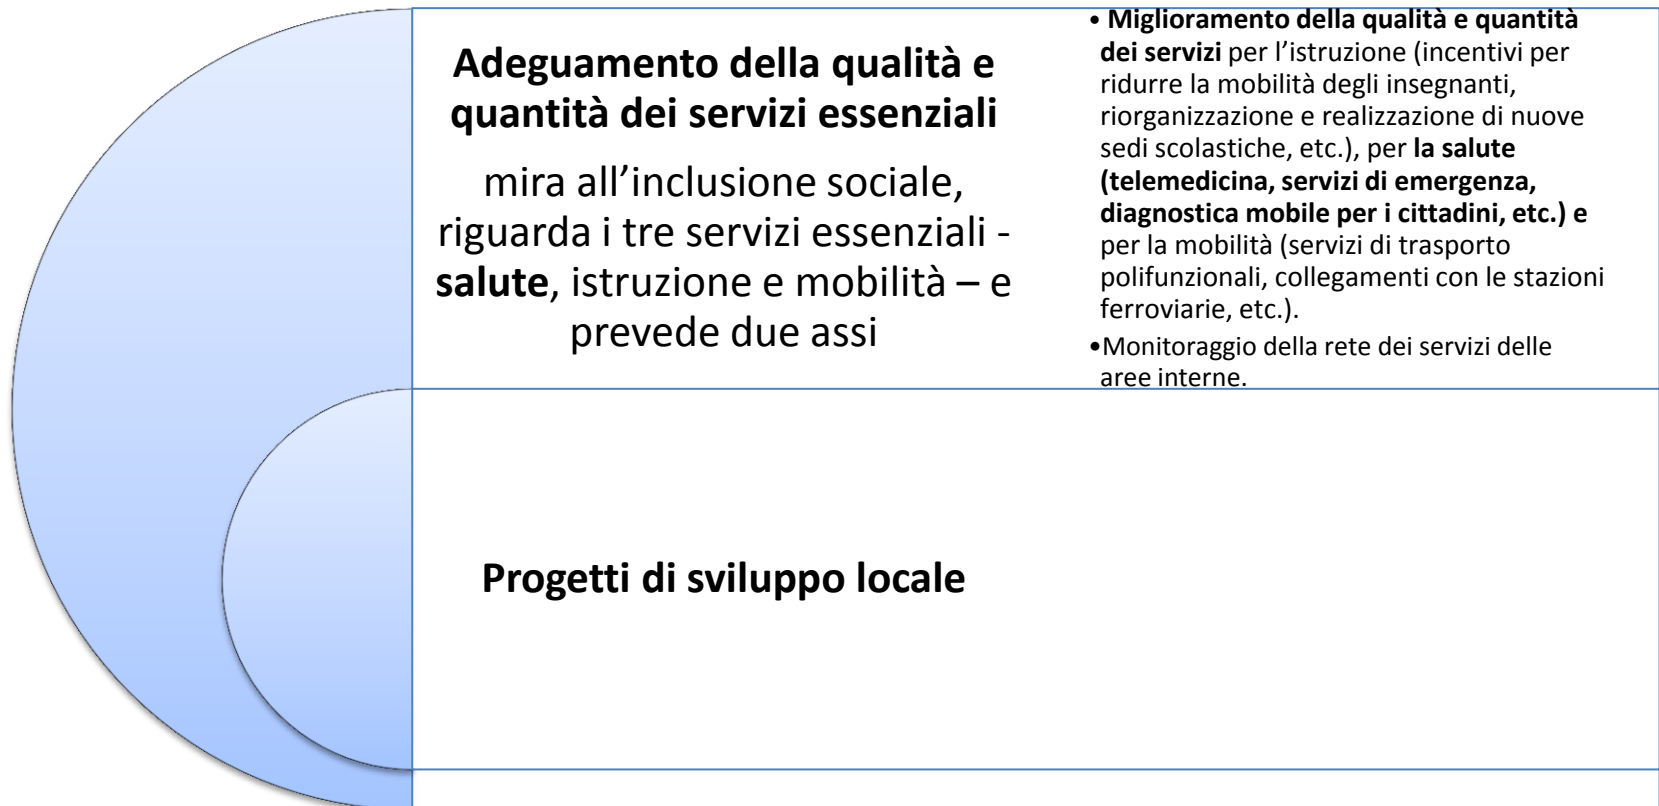 Adeguamento della qualità e
quantità dei servizi essenziali
mira all’inclusione sociale,
riguarda i tre servizi essenziali -
salute, istruzione e mobilità – e
prevede due assi
• Miglioramento della qualità e quantità
dei servizi per l’istruzione (incentivi per
ridurre la mobilità degli insegnanti,
riorganizzazione e realizzazione di nuove
sedi scolastiche, etc.), per la salute
(telemedicina, servizi di emergenza,
diagnostica mobile per i cittadini, etc.) e
per la mobilità (servizi di trasporto
polifunzionali, collegamenti con le stazioni
ferroviarie, etc.).
•Monitoraggio della rete dei servizi delle
aree interne.
Progetti di sviluppo locale